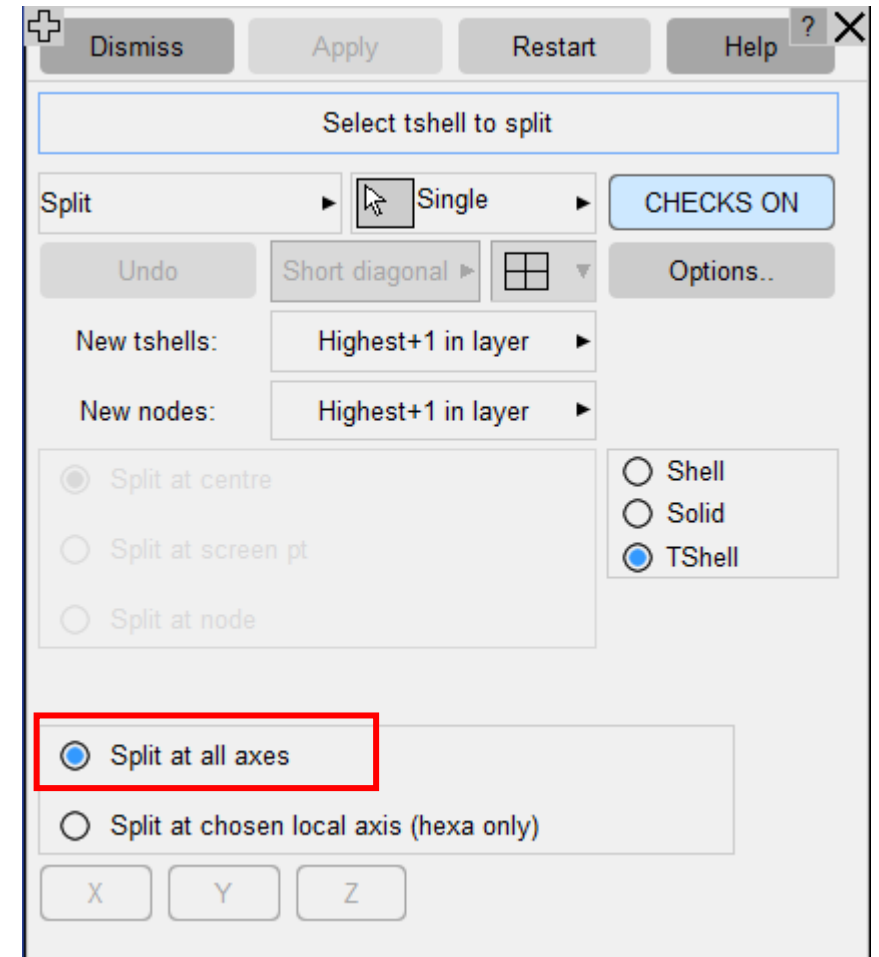 Dismiss Apply Restart Help ?
Select tshell to split
Split Single CHECKS ON
Undo Short diagonal Options..
New tshells: Highest+1 in layer
New nodes: Highest+1 in layer
Split at centre
Split at screen pt
Split at node
Shell
Solid
TShell
Split at all axes
Split at chosen local axis (hexa only)
X Y Z